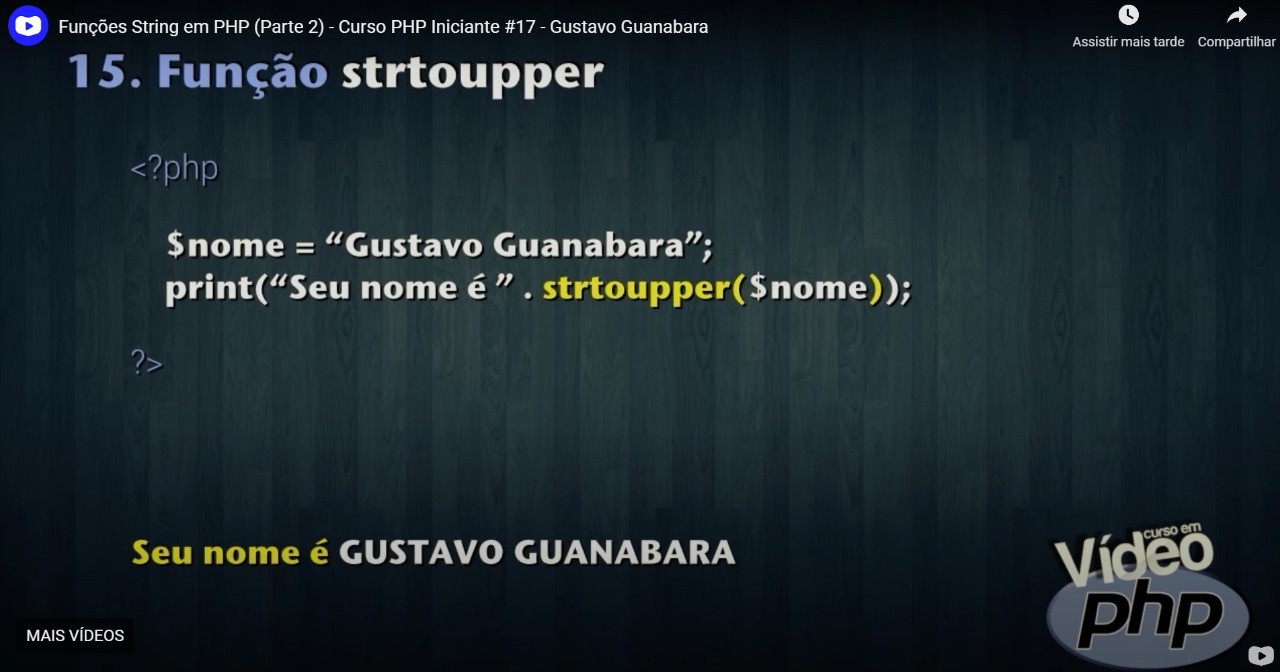 Funções String em PHP (Parte 2) - Curso PHP Iniciante #17 - Gustavo Guanabara
Assistir mais tarde
Compartilhar
15. Função strtoupper
<?php
$nome = “Gustavo Guanabara”;
print(“Seu nome é ” . strtoupper($nome));
?>
Seu nome é GUSTAVO GUANABARA
curso em
Vídeo
php
MAIS VÍDEOS